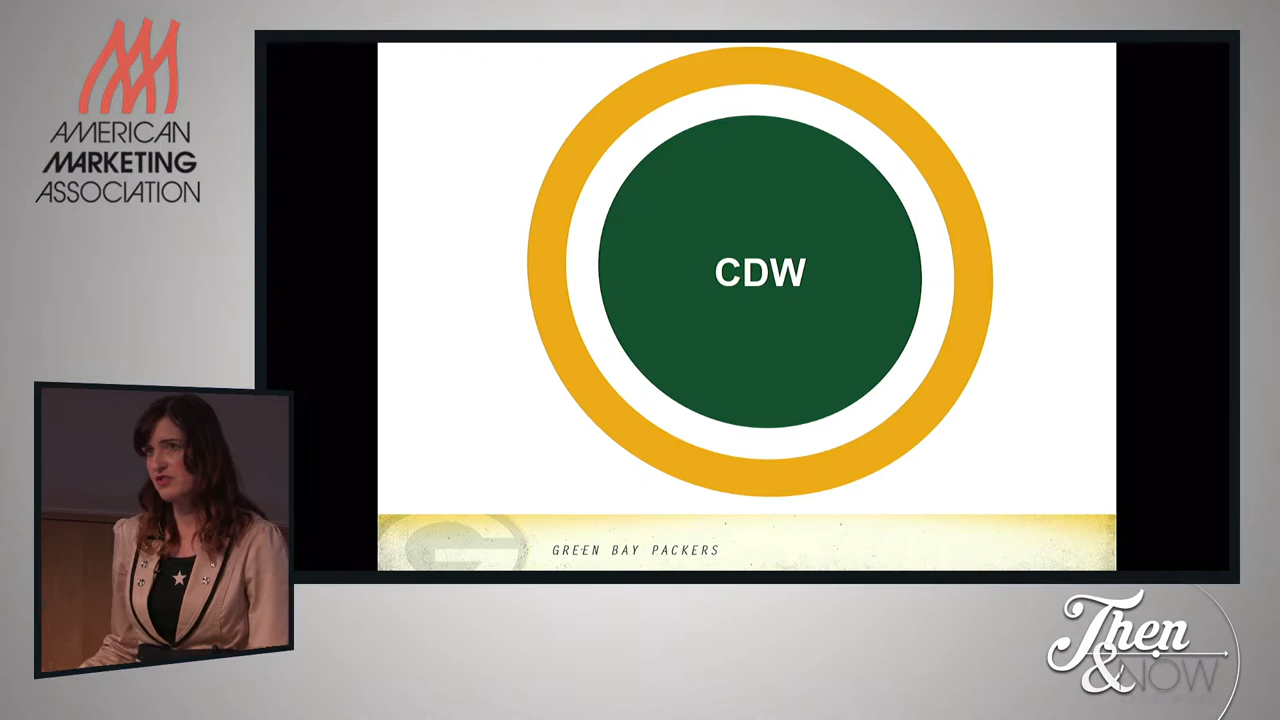 AMERICAN
MARKETING
ASSOCIATION
CDW
GREEN BAY PACKERS
Then
& NOW